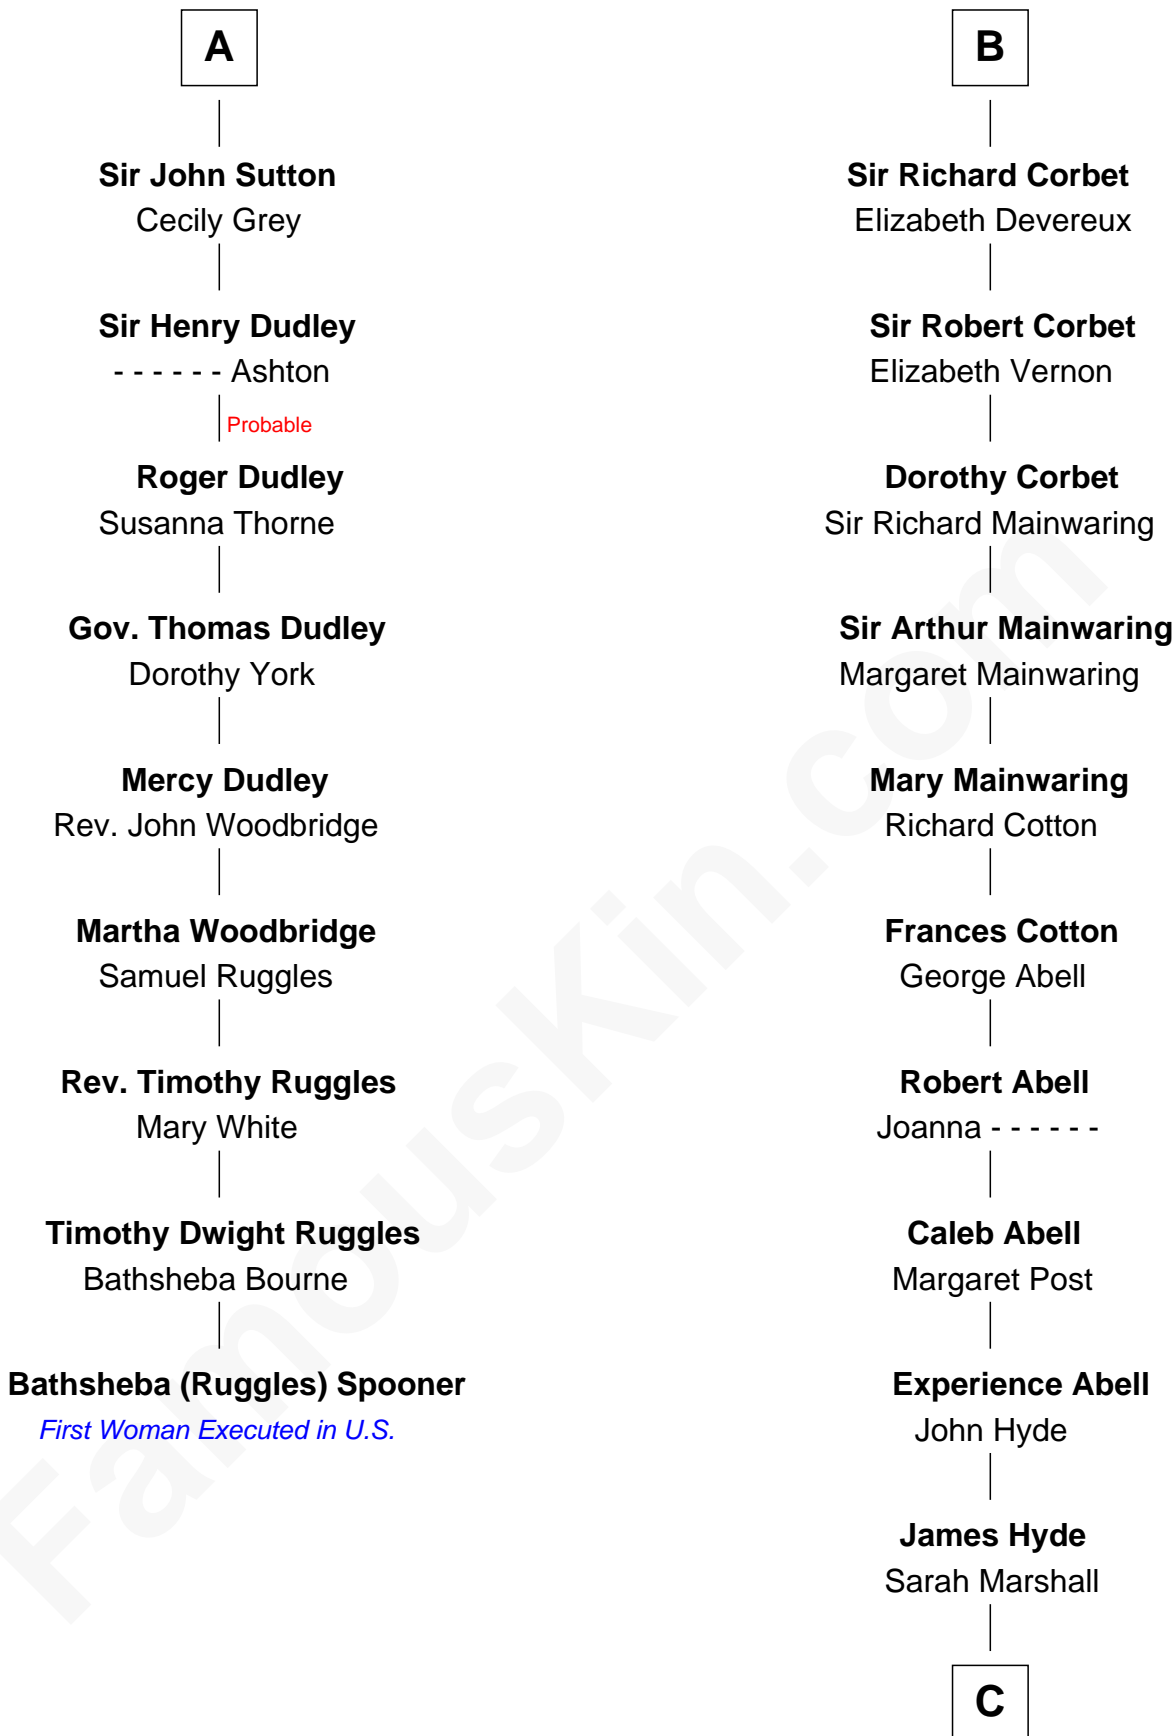 A
Sir John Sutton
Cecily Grey
Sir Henry Dudley
- - - - - - Ashton
Probable
Roger Dudley
Susanna Thorne
Gov. Thomas Dudley
Dorothy York
Mercy Dudley
Rev. John Woodbridge
Martha Woodbridge
Samuel Ruggles
Rev. Timothy Ruggles
Mary White
Timothy Dwight Ruggles
Bathsheba Bourne
Bathsheba (Ruggles) Spooner
First Woman Executed in U.S.
B
Sir Richard Corbet
Elizabeth Devereux
Sir Robert Corbet
Elizabeth Vernon
Dorothy Corbet
Sir Richard Mainwaring
Sir Arthur Mainwaring
Margaret Mainwaring
Mary Mainwaring
Richard Cotton
Frances Cotton
George Abell
Robert Abell
Joanna - - - - - -
Caleb Abell
Margaret Post
Experience Abell
John Hyde
James Hyde
Sarah Marshall
C
FamousKin.com